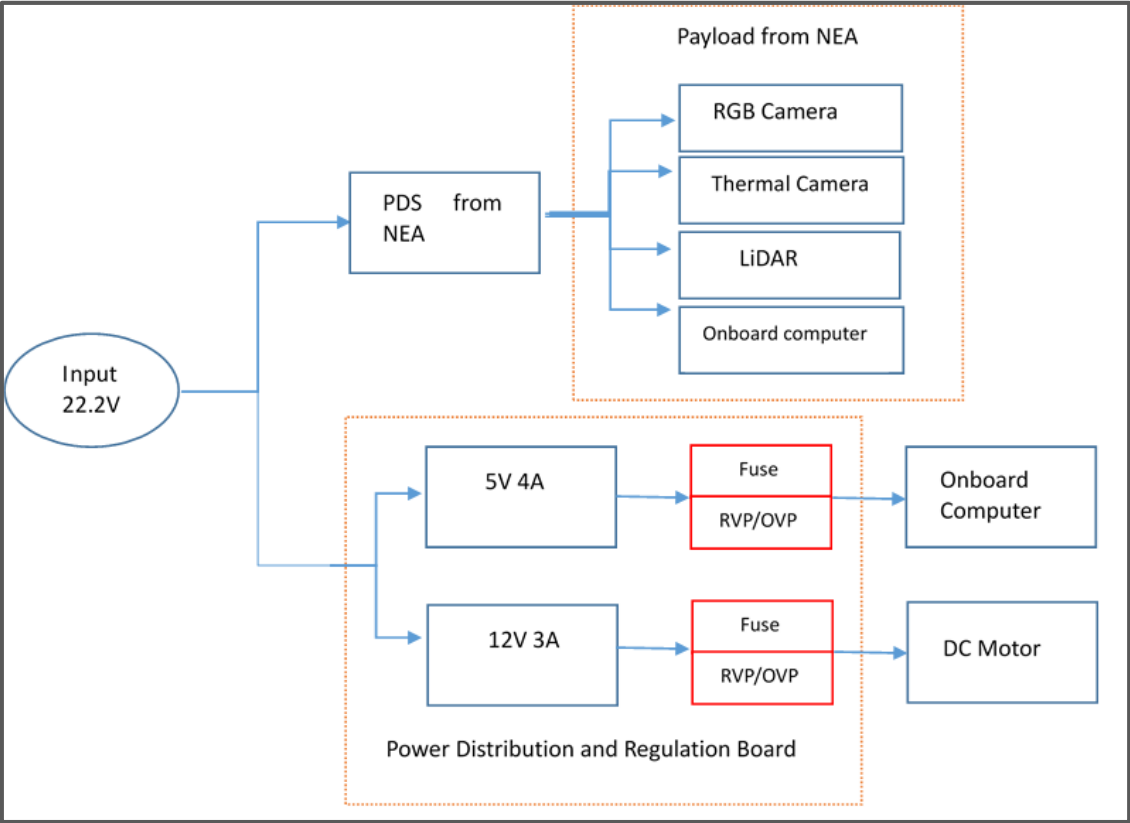 Payload from NEA
RGB Camera
Thermal Camera
LiDAR
Onboard computer
PDS from
NEA
Input
22.2V
5V 4A
Fuse
RVP/OVP
Onboard
Computer
12V 3A
Fuse
RVP/OVP
DC Motor
Power Distribution and Regulation Board